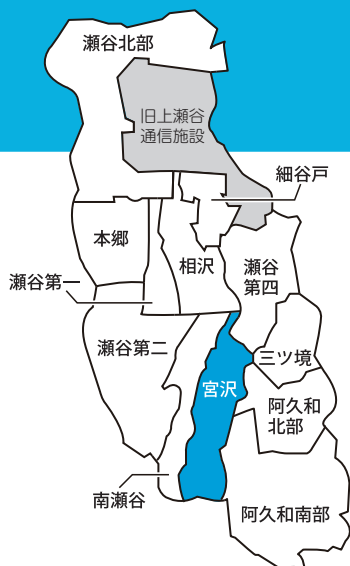 瀬谷北部
旧上瀬谷
通信施設
細谷戸
本郷
相沢
瀬谷
第四
瀬谷第一
瀬谷第二
三ツ境
宮沢
阿久和
北部
南瀬谷
阿久和南部